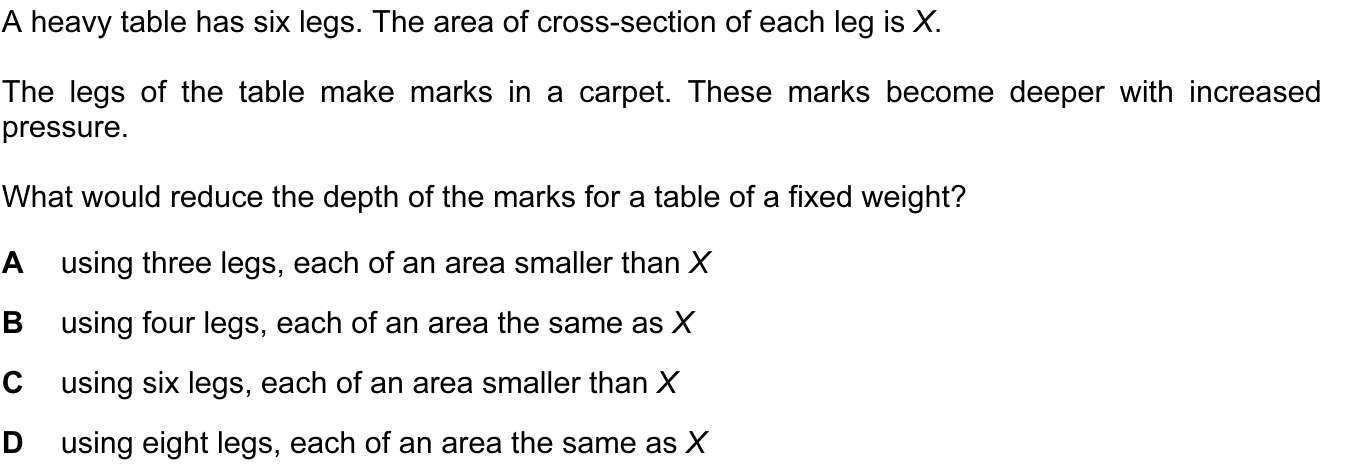 A heavy table has six legs. The area of cross-section of each leg is X.
The legs of the table make marks in a carpet. These marks become deeper with increased
pressure.
What would reduce the depth of the marks for a table of a fixed weight?
A using three legs, each of an area smaller than X
B using four legs, each of an area the same as X
C using six legs, each of an area smaller than X
D using eight legs, each of an area the same as X